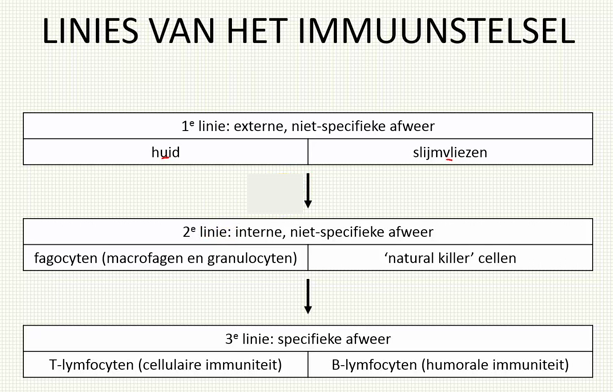 LINIES VAN HET IMMUUNSTELSEL
1e linie: externe, niet-specifieke afweer
huid
slijmvliezen
2e linie: interne, niet-specifieke afweer
fagocyten (macrofagen en granulocyten)
‘natural killer’ cellen
3e linie: specifieke afweer
T-lymfocyten (cellulaire immuniteit)
B-lymfocyten (humorale immuniteit)